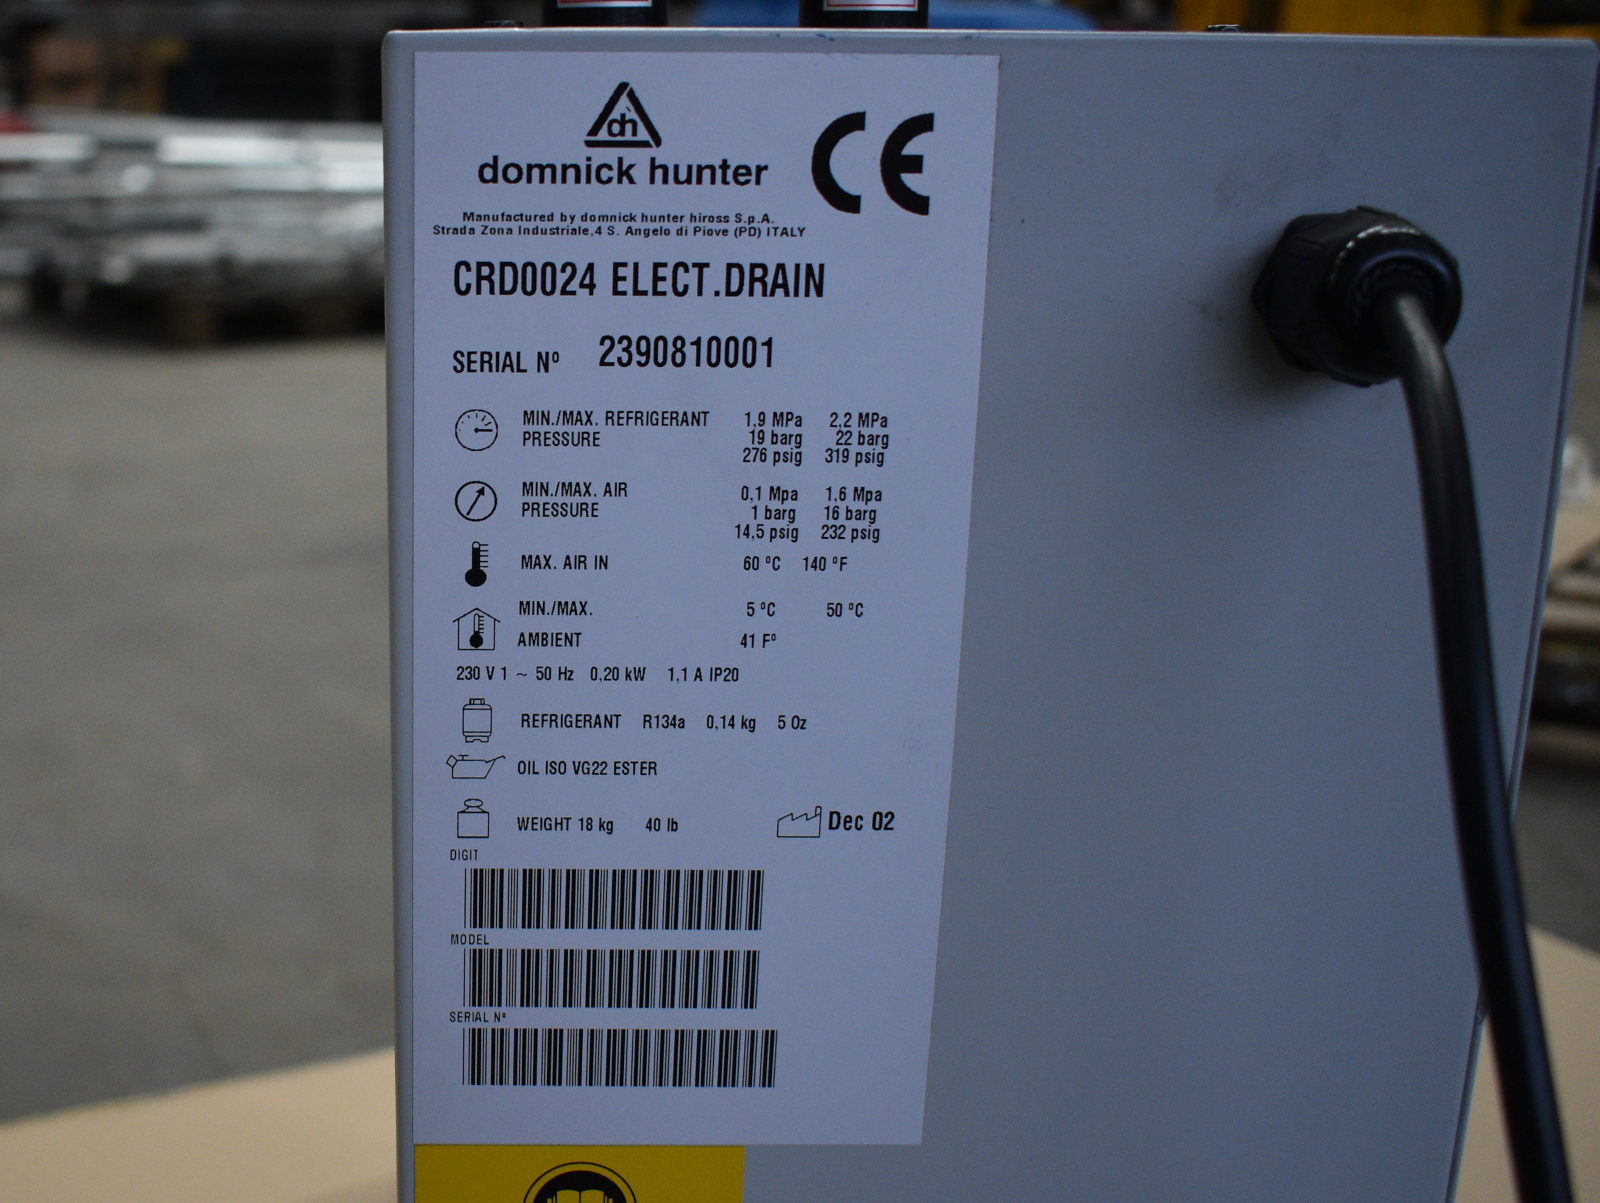 dh
domnick hunter
CE
Manufactured by domnick hunter hiross S.p.A.
Strada Zona Industriale,4 S. Angelo di Piove (PD) ITALY
CRD0024 ELECT.DRAIN
SERIAL Nº 2390810001
MIN./MAX. REFRIGERANT 1,9 MPa 2,2 MPa
PRESSURE 19 barg 22 barg
276 psig 319 psig
MIN./MAX. AIR 0,1 Mpa 1,6 Mpa
PRESSURE 1 barg 16 barg
14,5 psig 232 psig
MAX. AIR IN 60 ºC 140 ºF
MIN./MAX. 5 ºC 50 ºC
AMBIENT 41 Fº
230 V 1 ~ 50 Hz 0,20 kW 1,1 A IP20
REFRIGERANT R134a 0,14 kg 5 Oz
OIL ISO VG22 ESTER
WEIGHT 18 kg 40 lb Dec 02
DIGIT
MODEL
SERIAL Nº